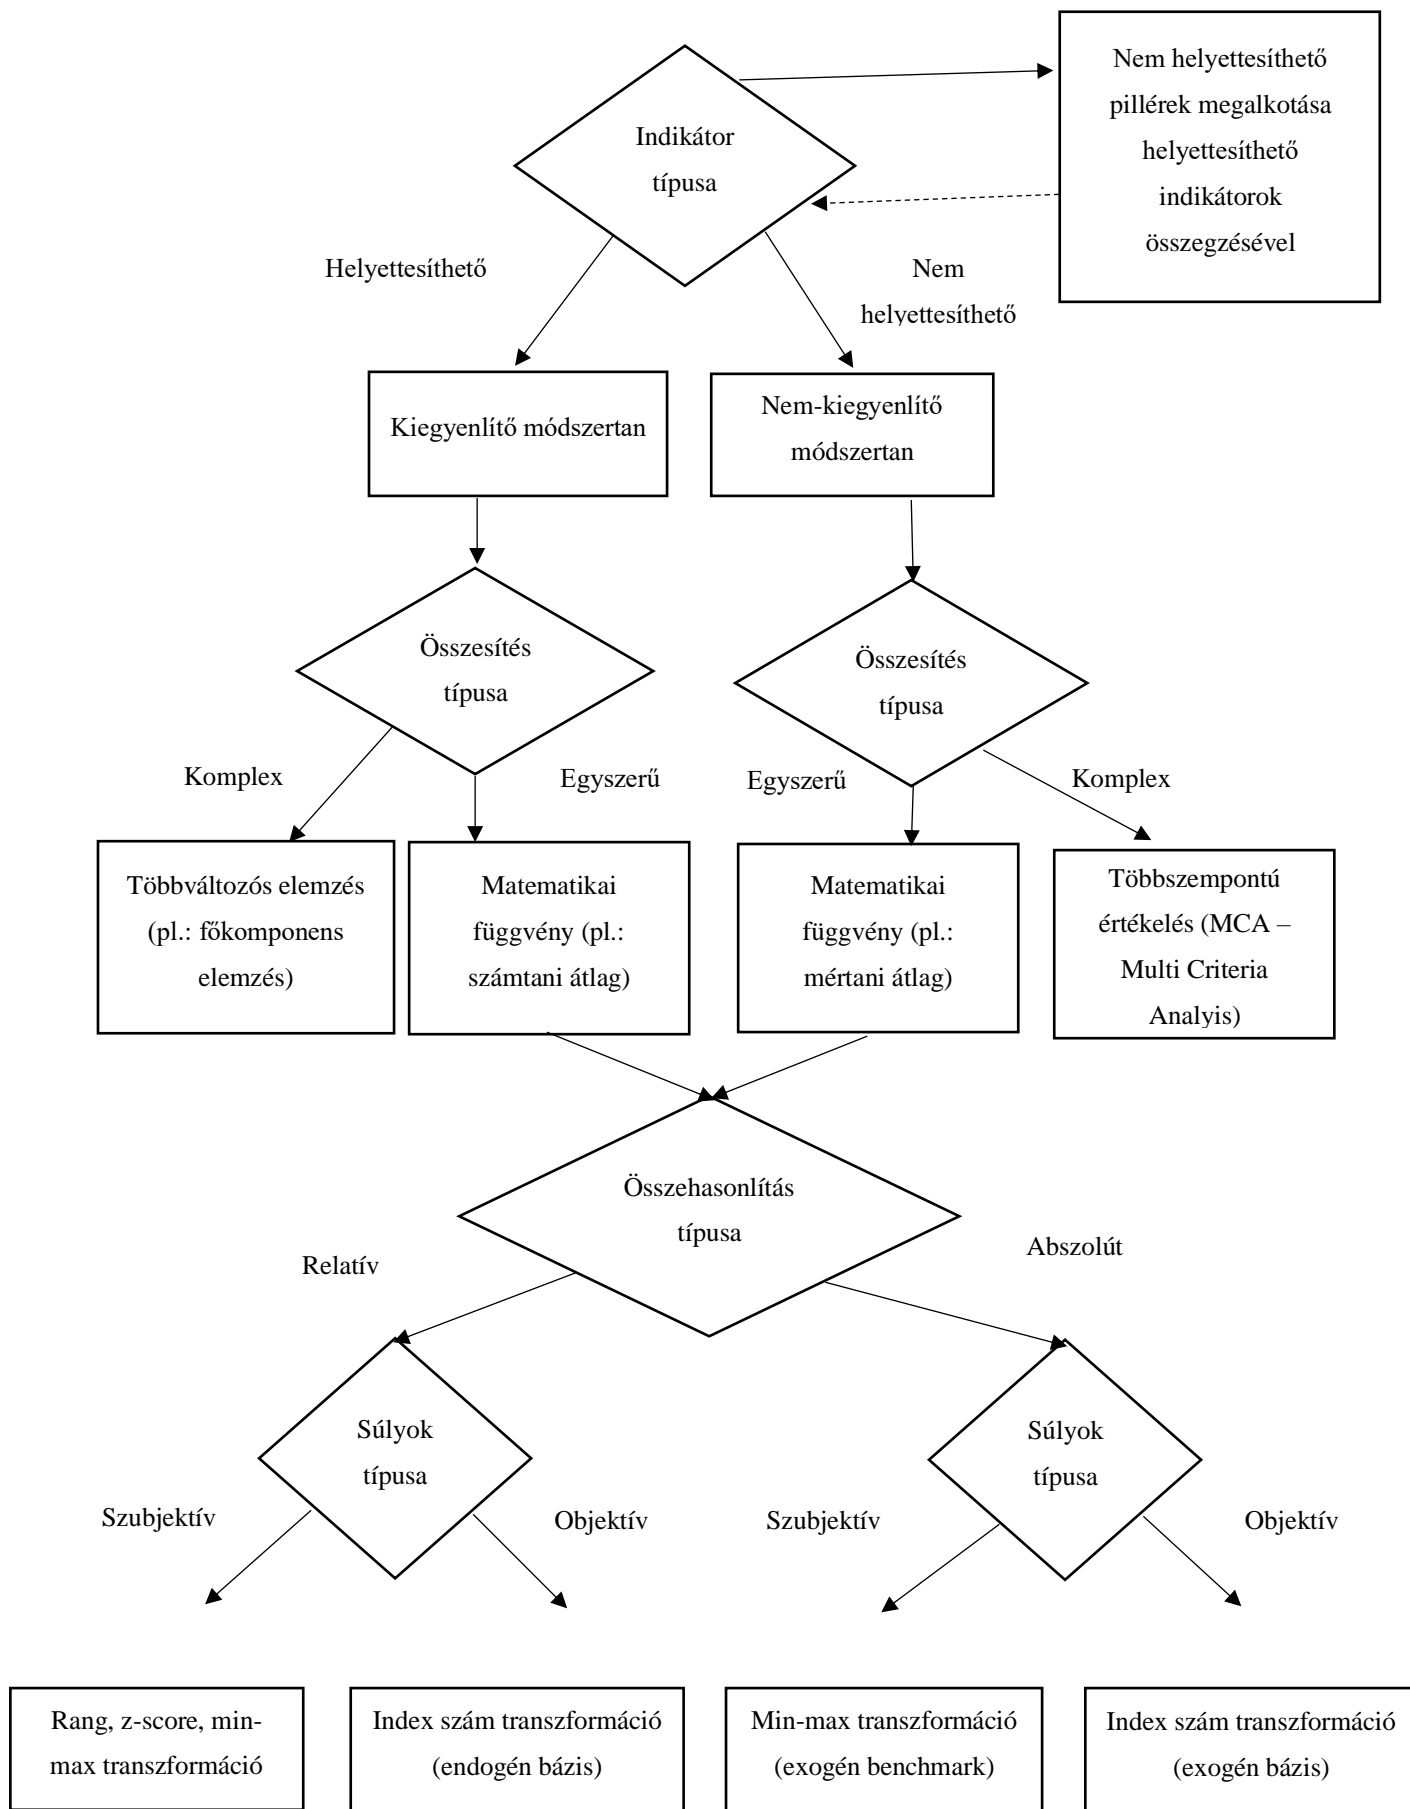 Indikátor
típusa
Nem helyettesíthető
pillérek megalkotása
helyettesíthető
indikátorok
összegzésével
Helyettesíthető
Nem
helyettesíthető
Kiegyenlítő módszertan
Nem-kiegyenlítő
módszertan
Összesítés
típusa
Összesítés
típusa
Komplex
Egyszerű
Egyszerű
Komplex
Többváltozós elemzés
(pl.: főkomponens
elemzés)
Matematikai
függvény (pl.:
számtani átlag)
Matematikai
függvény (pl.:
mértani átlag)
Többszempontú
értékelés (MCA –
Multi Criteria
Analyis)
Összehasonlítás
típusa
Relatív
Abszolút
Súlyok
típusa
Súlyok
típusa
Szubjektív
Objektív
Szubjektív
Objektív
Rang, z-score, min-
max transzformáció
Index szám transzformáció
(endogén bázis)
Min-max transzformáció
(exogén benchmark)
Index szám transzformáció
(exogén bázis)